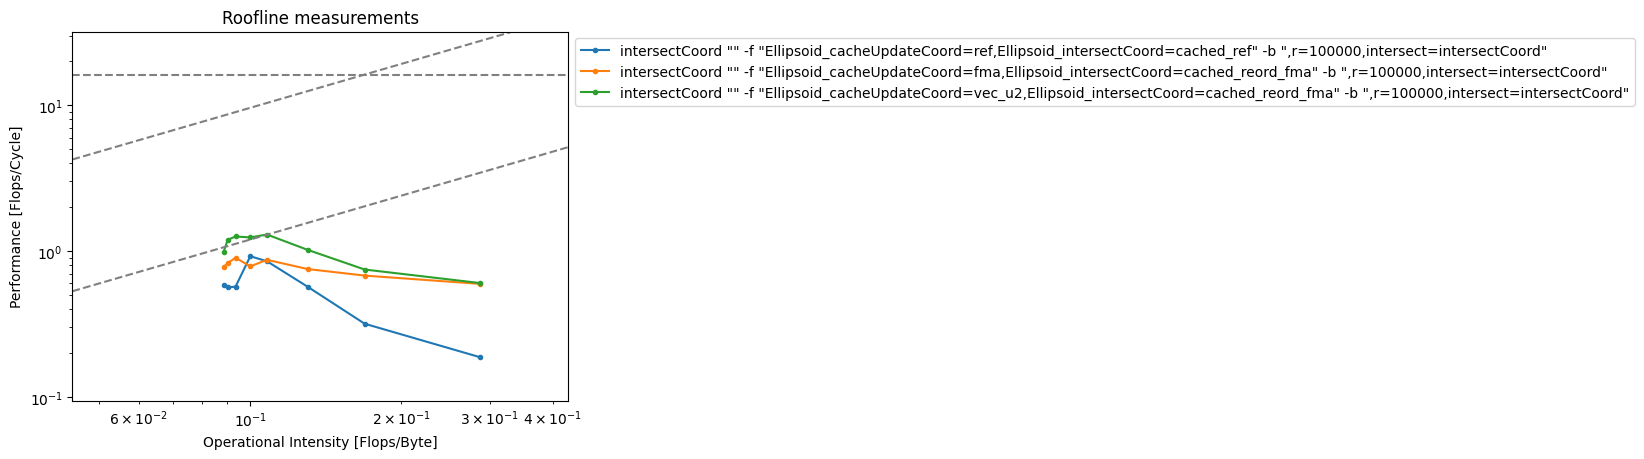 Roofline measurements
10¹
10⁰
10⁻¹
Performance [Flops/Cycle]
6 × 10⁻²
10⁻¹
2 × 10⁻¹
3 × 10⁻¹
4 × 10⁻¹
Operational Intensity [Flops/Byte]
intersectCoord "" -f "Ellipsoid_cacheUpdateCoord=ref,Ellipsoid_intersectCoord=cached_ref" -b ",r=100000,intersect=intersectCoord"
intersectCoord "" -f "Ellipsoid_cacheUpdateCoord=fma,Ellipsoid_intersectCoord=cached_reord_fma" -b ",r=100000,intersect=intersectCoord"
intersectCoord "" -f "Ellipsoid_cacheUpdateCoord=vec_u2,Ellipsoid_intersectCoord=cached_reord_fma" -b ",r=100000,intersect=intersectCoord"